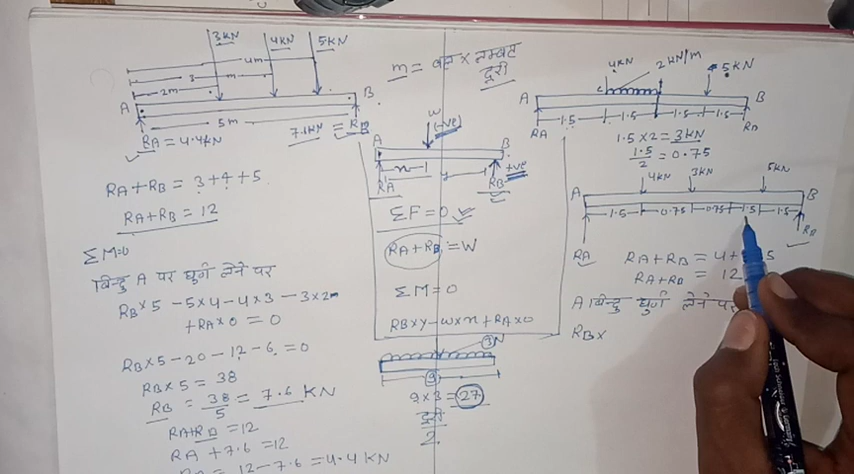 3KN 4KN 5KN
4m
3 m
2m
A B
5m
RA = 4.4KN 7.1KN = RB
RA + RB = 3+4+5
RA+RB = 12
ΣM=0
बिन्दु A पर घुर्ण लेने पर
RB×5 - 5×4 - 4×3 - 3×2
+RA×0 = 0
RB×5 - 20 - 12 - 6 = 0
RB×5 = 38
RB = 38/5 = 7.6 KN
RA+RB = 12
RA + 7.6 = 12
RA = 12 - 7.6 = 4.4 KN
m = बल × लम्बवत
दूरी
W (-ve)
A B
RA RB +ve
ΣF = 0
RA+RB = W
ΣM = 0
RB×y - w×n + RA×0
9
9×3 = 27
दूरी
2
4KN 2KN/m 5KN
A C B
RA 1.5 1.5 1.5 1.5 RB
1.5×2 = 3KN
1.5/2 = 0.75
4KN 3KN 5KN
A B
1.5 0.75 0.75 1.5 1.5
RA RB
RA + RB = 4+ 5
RA+RB = 12
A बिन्दु घुर्ण लेने पर
RB×